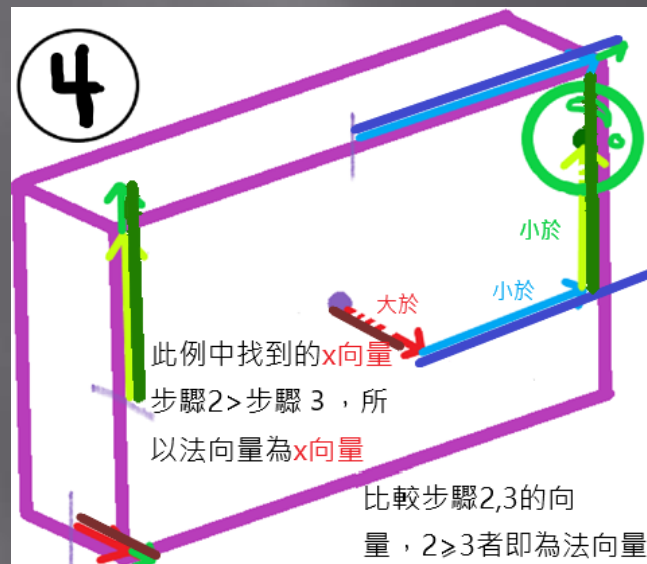 4
小於
大於
小於
此例中找到的x向量
步驟2>步驟3,所
以法向量為x向量
比較步驟2,3的向
量,2≥3者即為法向量